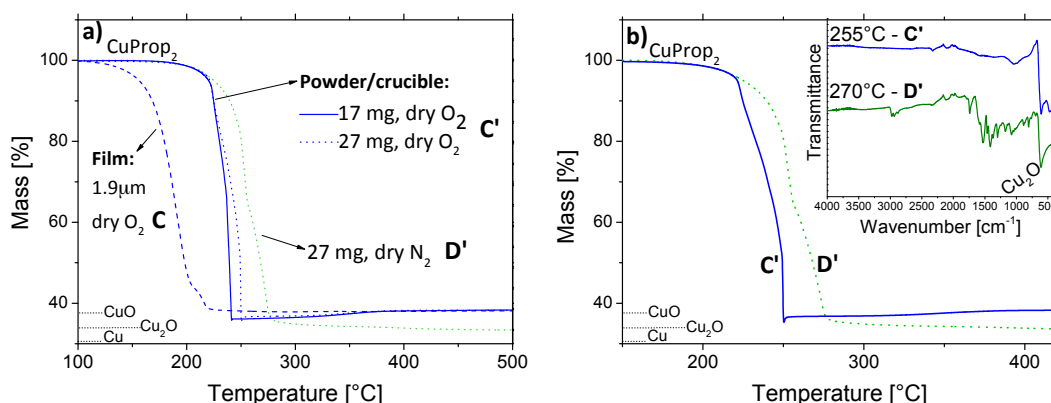 a)
CuProp2
Powder/crucible:
17 mg, dry O2
27 mg, dry O2
C'
Film:
1.9μm
dry O2 C
27 mg, dry N2 D'
CuO
Cu2O
Cu
Mass [%]
100
80
60
40
100 200 300 400 500
Temperature [°C]
b)
CuProp2
255°C - C'
270°C - D'
Cu2O
Transmittance
4000 3500 3000 2500 2000 1500 1000
Wavenumber [cm-1]
C'
D'
CuO
Cu2O
Cu
Mass [%]
100
80
60
40
200 300 400
Temperature [°C]